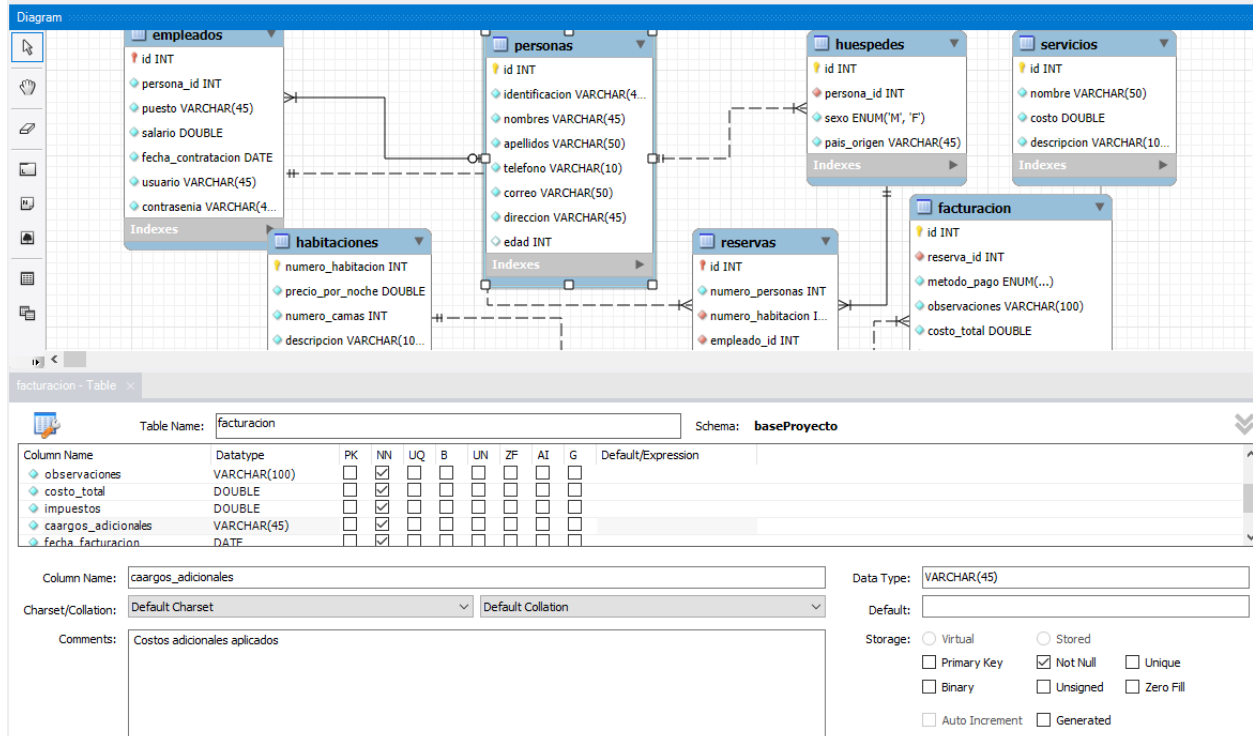 Diagram
empleados
id INT
persona_id INT
puesto VARCHAR(45)
salario DOUBLE
fecha_contratacion DATE
usuario VARCHAR(45)
contrasenia VARCHAR(4...
Indexes
personas
id INT
identificacion VARCHAR(4...
nombres VARCHAR(45)
apellidos VARCHAR(50)
telefono VARCHAR(10)
correo VARCHAR(50)
direccion VARCHAR(45)
edad INT
Indexes
huespedes
id INT
persona_id INT
sexo ENUM('M', 'F')
pais_origen VARCHAR(45)
Indexes
servicios
id INT
nombre VARCHAR(50)
costo DOUBLE
descripcion VARCHAR(10...
Indexes
habitaciones
numero_habitacion INT
precio_por_noche DOUBLE
numero_camas INT
descripcion VARCHAR(10...
reservas
id INT
numero_personas INT
numero_habitacion I...
empleado_id INT
facturacion
id INT
reserva_id INT
metodo_pago ENUM(...)
observaciones VARCHAR(100)
costo_total DOUBLE
facturacion - Table
Table Name: facturacion Schema: baseProyecto
Column Name Datatype PK NN UQ B UN ZF AI G Default/Expression
observaciones VARCHAR(100)
costo_total DOUBLE
impuestos DOUBLE
caargos_adicionales VARCHAR(45)
fecha_facturacion DATE
Column Name: caargos_adicionales Data Type: VARCHAR(45)
Charset/Collation: Default Charset Default Collation Default:
Comments: Costos adicionales aplicados Storage: Virtual Stored
Primary Key Not Null Unique
Binary Unsigned Zero Fill
Auto Increment Generated